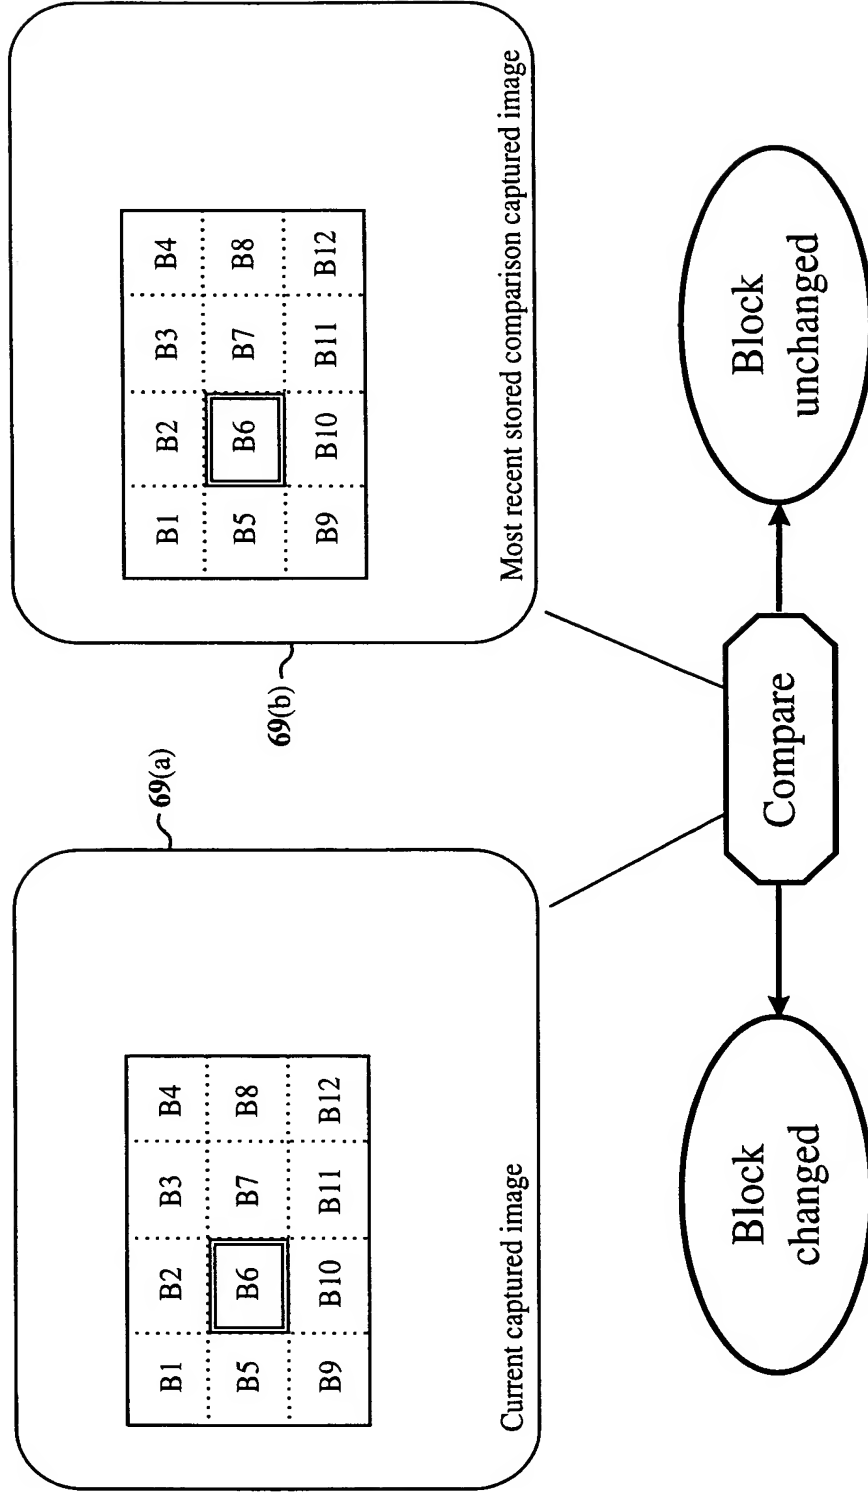 69(a)
B1 B2 B3 B4
B5 B6 B7 B8
B9 B10 B11 B12
Current captured image
69(b)
B1 B2 B3 B4
B5 B6 B7 B8
B9 B10 B11 B12
Most recent stored comparison captured image
Compare
Block
changed
Block
unchanged